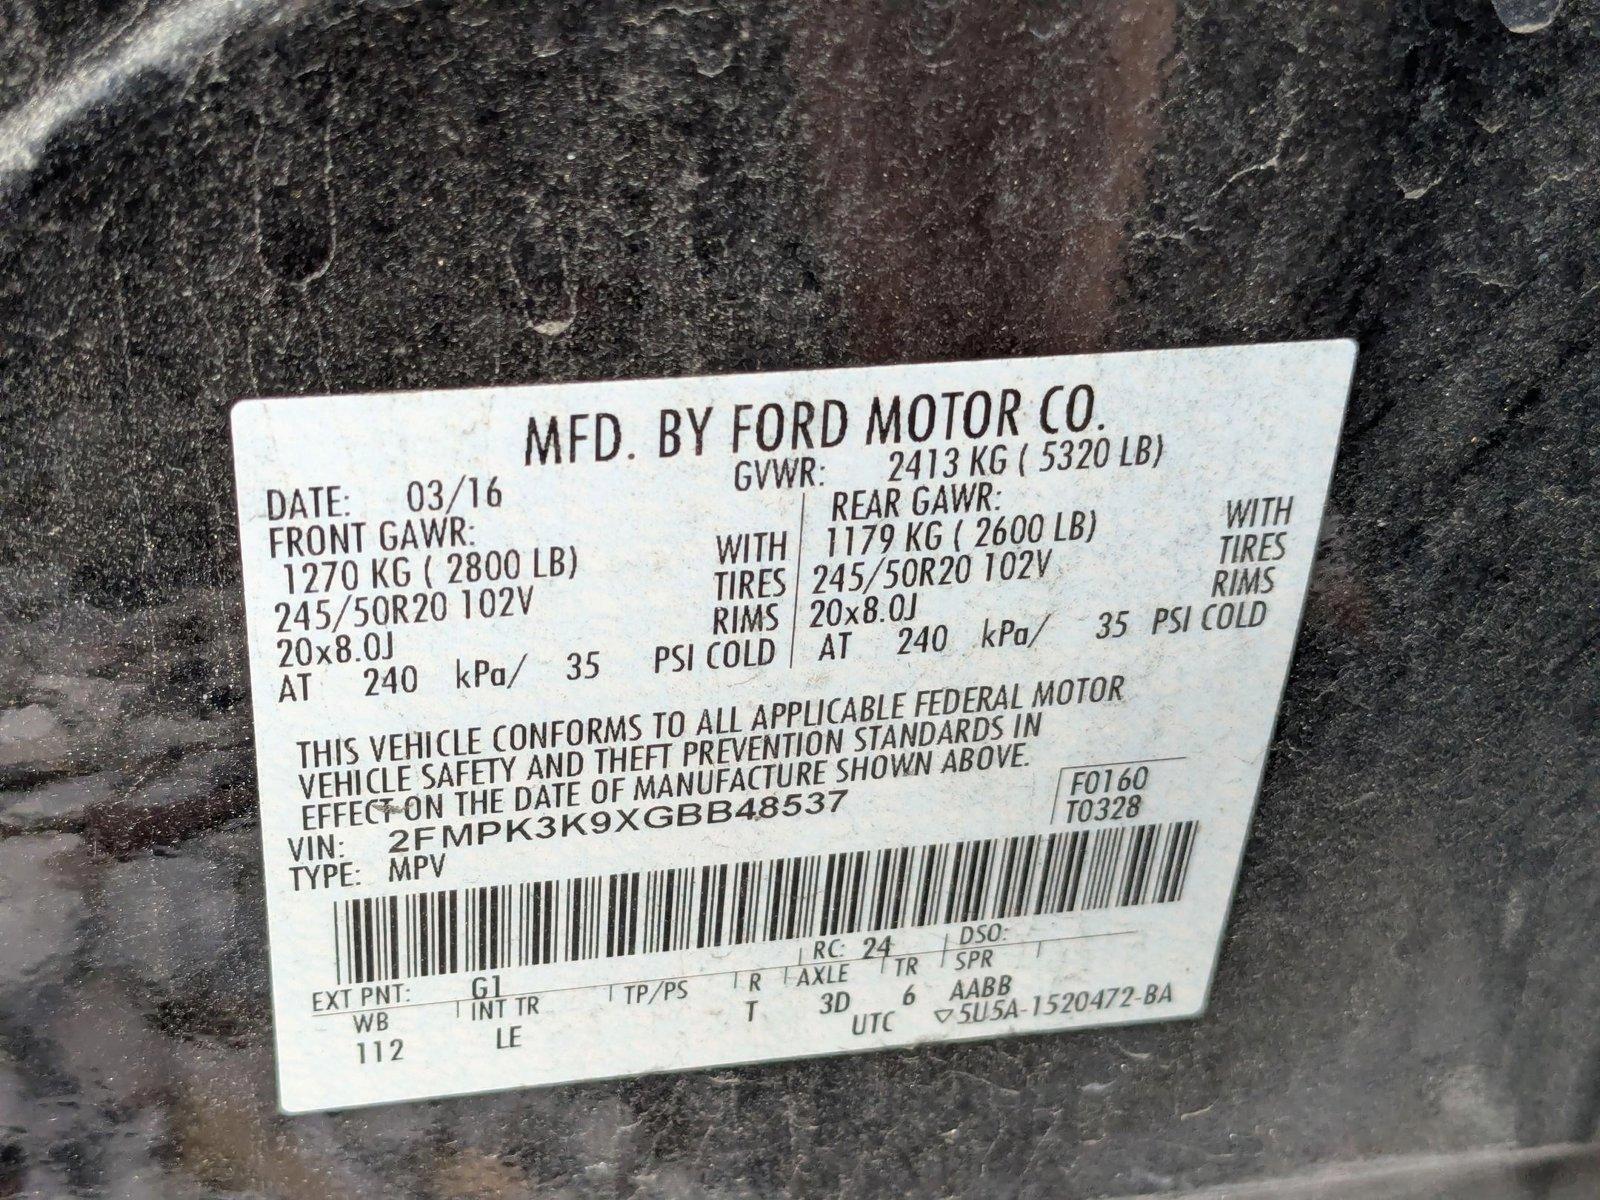 MFD. BY FORD MOTOR CO.
DATE: 03/16
GVWR: 2413 KG ( 5320 LB)
FRONT GAWR:
1270 KG ( 2800 LB) WITH
245/50R20 102V TIRES
20x8.0J RIMS
AT 240 kPa/ 35 PSI COLD
REAR GAWR:
1179 KG ( 2600 LB) WITH
245/50R20 102V TIRES
20x8.0J RIMS
AT 240 kPa/ 35 PSI COLD
THIS VEHICLE CONFORMS TO ALL APPLICABLE FEDERAL MOTOR
VEHICLE SAFETY AND THEFT PREVENTION STANDARDS IN
EFFECT ON THE DATE OF MANUFACTURE SHOWN ABOVE.
VIN: 2FMPK3K9XGBB48537
TYPE: MPV
F0160
T0328
EXT PNT: G1 RC: 24 DSO:
WB INT TR TP/PS R AXLE TR SPR
112 LE T 3D 6 AABB
UTC ▽5U5A-1520472-BA